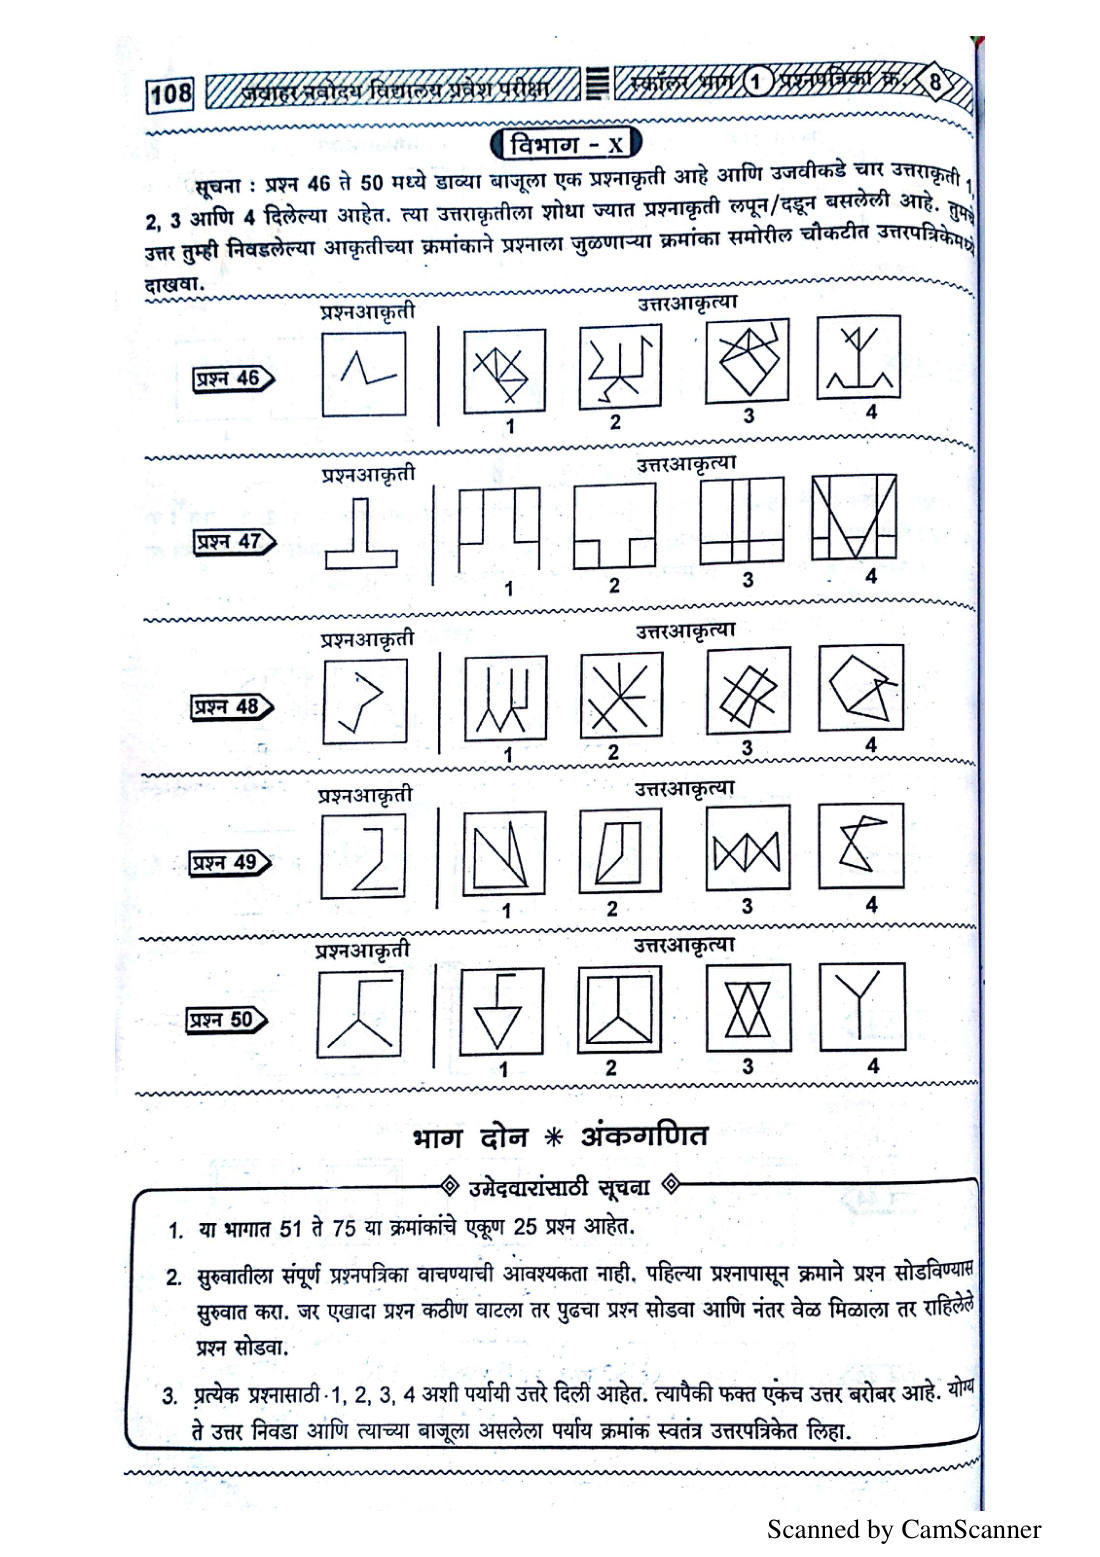 108 जवाहर नवोदय विद्यालय प्रवेश परीक्षा स्कॉलर भाग 1 प्रश्नपत्रिका क्र. 8
विभाग - X
सूचना : प्रश्न 46 ते 50 मध्ये डाव्या बाजूला एक प्रश्नाकृती आहे आणि उजवीकडे चार उत्तराकृती 1,
2, 3 आणि 4 दिलेल्या आहेत. त्या उत्तराकृतीला शोधा ज्यात प्रश्नाकृती लपून/दडून बसलेली आहे. तुमचे
उत्तर तुम्ही निवडलेल्या आकृतीच्या क्रमांकाने प्रश्नाला जुळणाऱ्या क्रमांका समोरील चौकटीत उत्तरपत्रिकेमध्ये
दाखवा.
प्रश्नआकृती उत्तरआकृत्या
प्रश्न 46
1 2 3 4
प्रश्नआकृती उत्तरआकृत्या
प्रश्न 47
1 2 3 4
प्रश्नआकृती उत्तरआकृत्या
प्रश्न 48
1 2 3 4
प्रश्नआकृती उत्तरआकृत्या
प्रश्न 49
1 2 3 4
प्रश्नआकृती उत्तरआकृत्या
प्रश्न 50
1 2 3 4
भाग दोन * अंकगणित
उमेदवारांसाठी सूचना
1. या भागात 51 ते 75 या क्रमांकांचे एकूण 25 प्रश्न आहेत.
2. सुरुवातीला संपूर्ण प्रश्नपत्रिका वाचण्याची आवश्यकता नाही. पहिल्या प्रश्नापासून क्रमाने प्रश्न सोडविण्यास
सुरुवात करा. जर एखादा प्रश्न कठीण वाटला तर पुढचा प्रश्न सोडवा आणि नंतर वेळ मिळाला तर राहिलेले
प्रश्न सोडवा.
3. प्रत्येक प्रश्नासाठी 1, 2, 3, 4 अशी पर्यायी उत्तरे दिली आहेत. त्यापैकी फक्त एकच उत्तर बरोबर आहे. योग्य
ते उत्तर निवडा आणि त्याच्या बाजूला असलेला पर्याय क्रमांक स्वतंत्र उत्तरपत्रिकेत लिहा.
Scanned by CamScanner